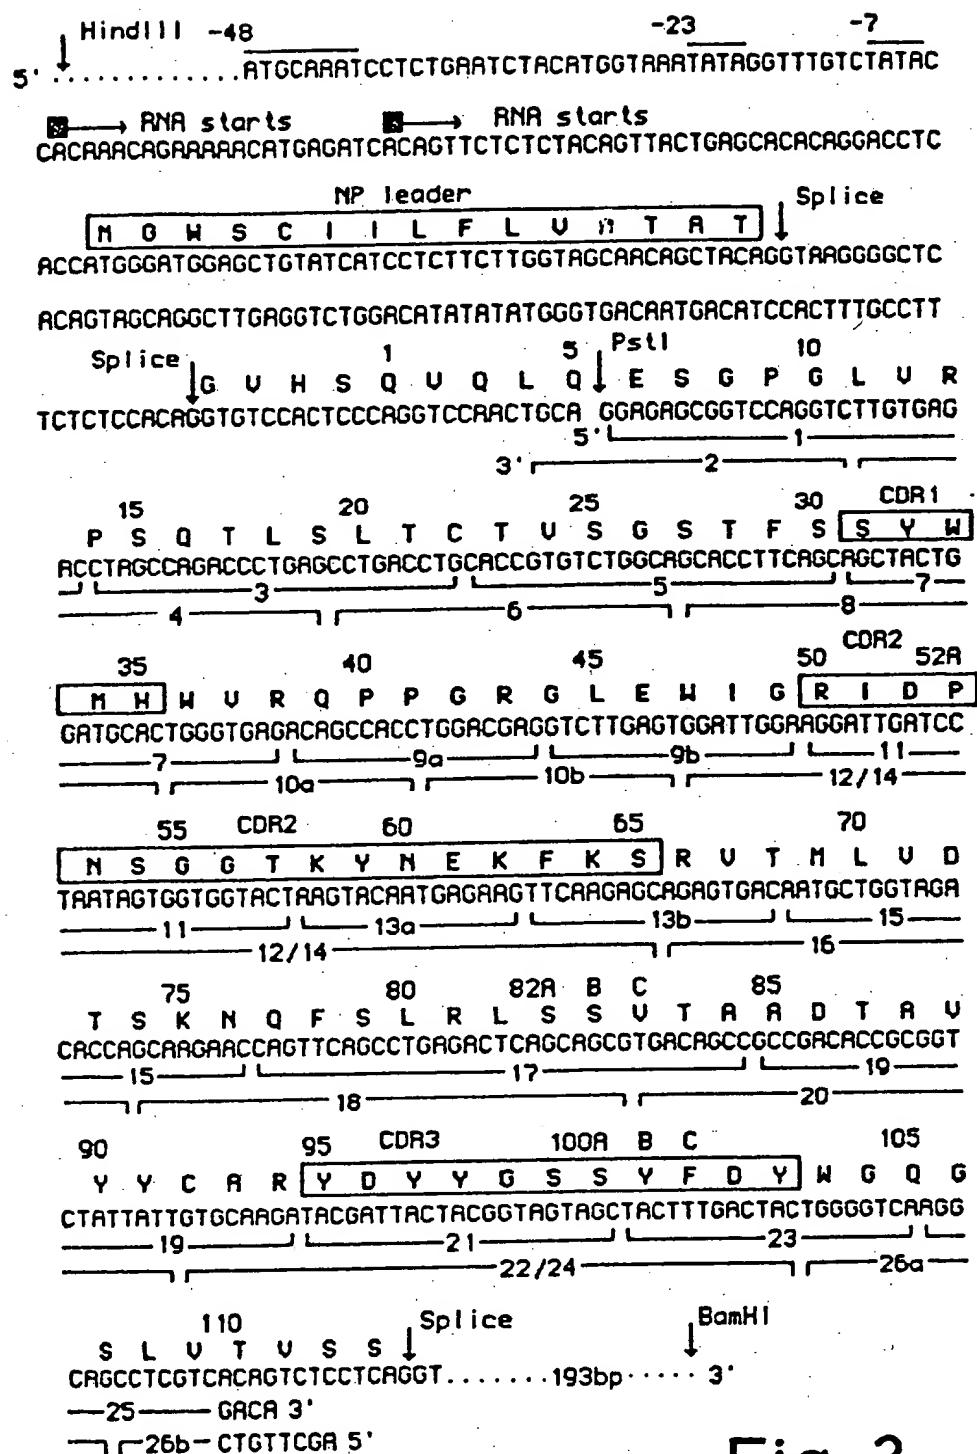 HindIII -48 -23 -7
5' .............ATGCAAATCCTCTGAATCTACATGGTAAATATAGGTTTGTCTATAC
RNA starts RNA starts
CACAAACAGAAAAACATGAGATCACAGTTCTCTCTACAGTTACTGAGCACACAGGACCTC
NP leader Splice
M G W S C I I L F L V A T A T
ACCATGGGATGGAGCTGTATCATCCTCTTCTTGGTAGCAACAGCTACAGGTAAGGGGCTC
ACAGTAGCAGGCTTGAGGTCTGGACATATATATGGGTGACAATGACATCCACTTTGCCTT
Splice 1 5 PstI 10
G V H S Q V Q L Q E S G P G L V R
TCTCTCCACAGGTGTCCACTCCCAGGTCCAACTGCA GGAGAGCGGTCCAGGTCTTGTGAG
5' 1
3' 2
15 20 25 30 CDR1
P S Q T L S L T C T V S G S T F S S Y W
ACCTAGCCAGACCCTGAGCCTGACCTGCACCGTGTCTGGCAGCACCTTCAGCAGCTACTG
3 5 7
4 6 8
35 40 45 50 CDR2 52A
M H W V R Q P P G R G L E W I G R I D P
GATGCACTGGGTGAGACAGCCACCTGGACGAGGTCTTGAGTGGATTGGAAGGATTGATCC
7 9a 9b 11
10a 10b 12/14
55 CDR2 60 65 70
N S G G T K Y N E K F K S R V T M L V D
TAATAGTGGTGGTACTAAGTACAATGAGAAGTTCAAGAGCAGAGTGACAATGCTGGTAGA
11 13a 13b 15
12/14 16
75 80 82A B C 85
T S K N Q F S L R L S S V T A A D T A V
CACCAGCAAGAACCAGTTCAGCCTGAGACTCAGCAGCGTGACAGCCGCCGACACCGCGGT
15 17 19
18 20
90 95 CDR3 100A B C 105
Y Y C A R Y D Y Y G S S Y F D Y W G Q G
CTATTATTGTGCAAGATACGATTACTACGGTAGTAGCTACTTTGACTACTGGGGTCAAGG
19 21 23
22/24 26a
110 Splice BamHI
S L V T V S S
CAGCCTCGTCACAGTCTCCTCAGGT........193bp...... 3'
25 GACA 3'
26b CTGTTCGA 5'